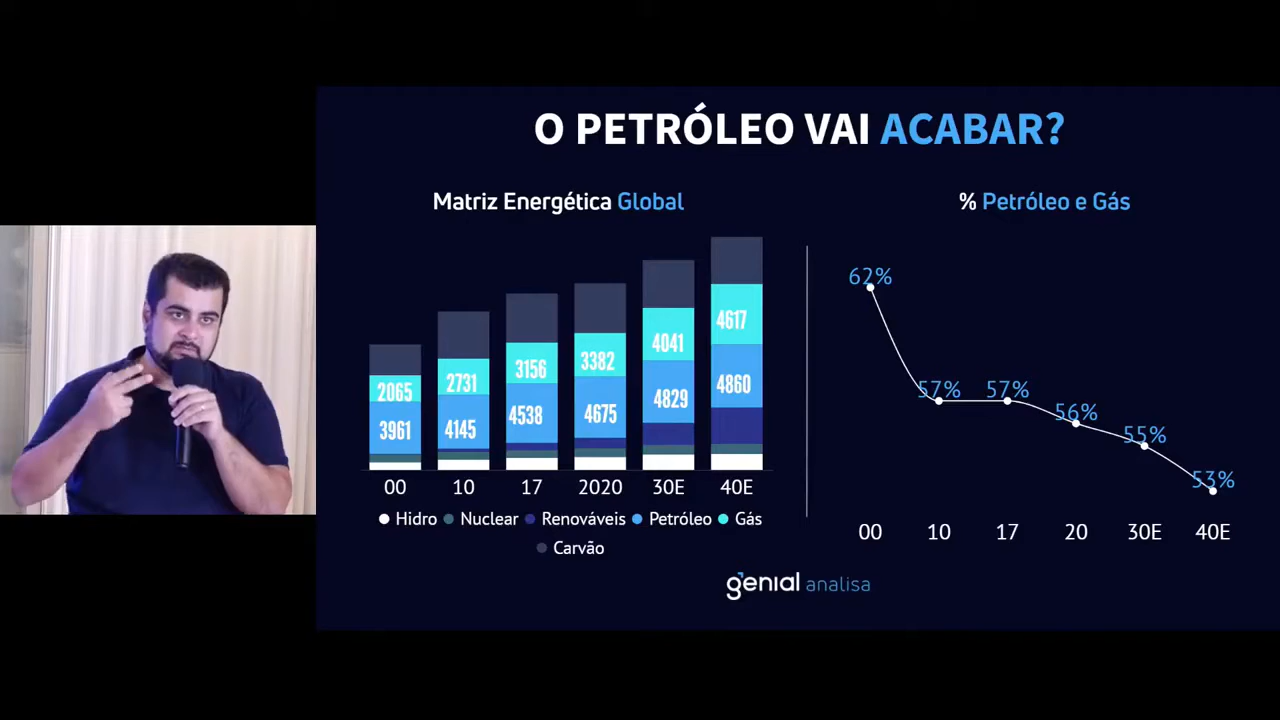 O PETRÓLEO VAI ACABAR?
Matriz Energética Global
4617
4041
3382
3156
2731
2065
4860
4829
4675
4538
4145
3961
00 10 17 2020 30E 40E
Hidro Nuclear Renováveis Petróleo Gás
Carvão
% Petróleo e Gás
62%
57% 57%
56%
55%
53%
00 10 17 20 30E 40E
genial analisa